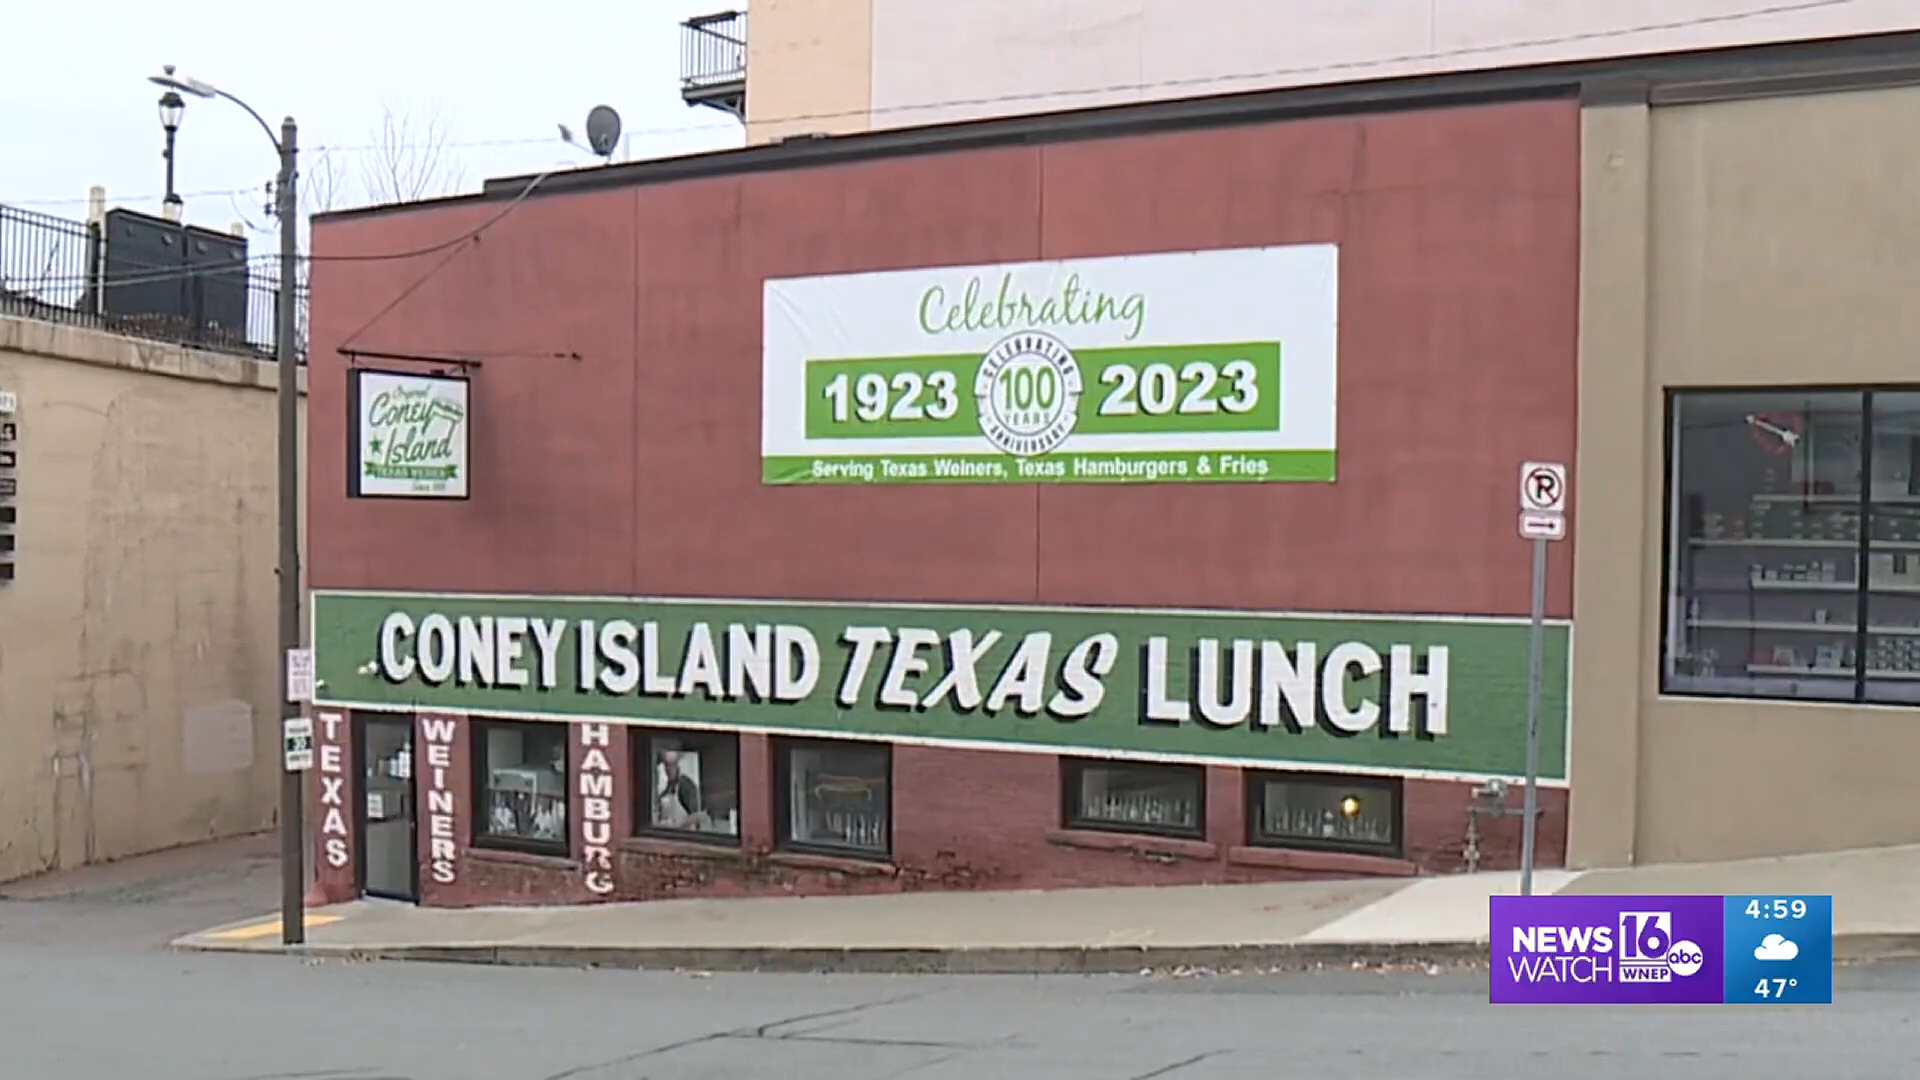 Celebrating
1923
CELEBRATING
100
YEARS
ANNIVERSARY
2023
Serving Texas Weiners, Texas Hamburgers & Fries
Original
Coney
Island
TEXAS WEINER
CONEY ISLAND TEXAS LUNCH
TEXAS
WEINERS
HAMBURG
P
NEWS
WATCH
16
WNEP
abc
4:59
47°